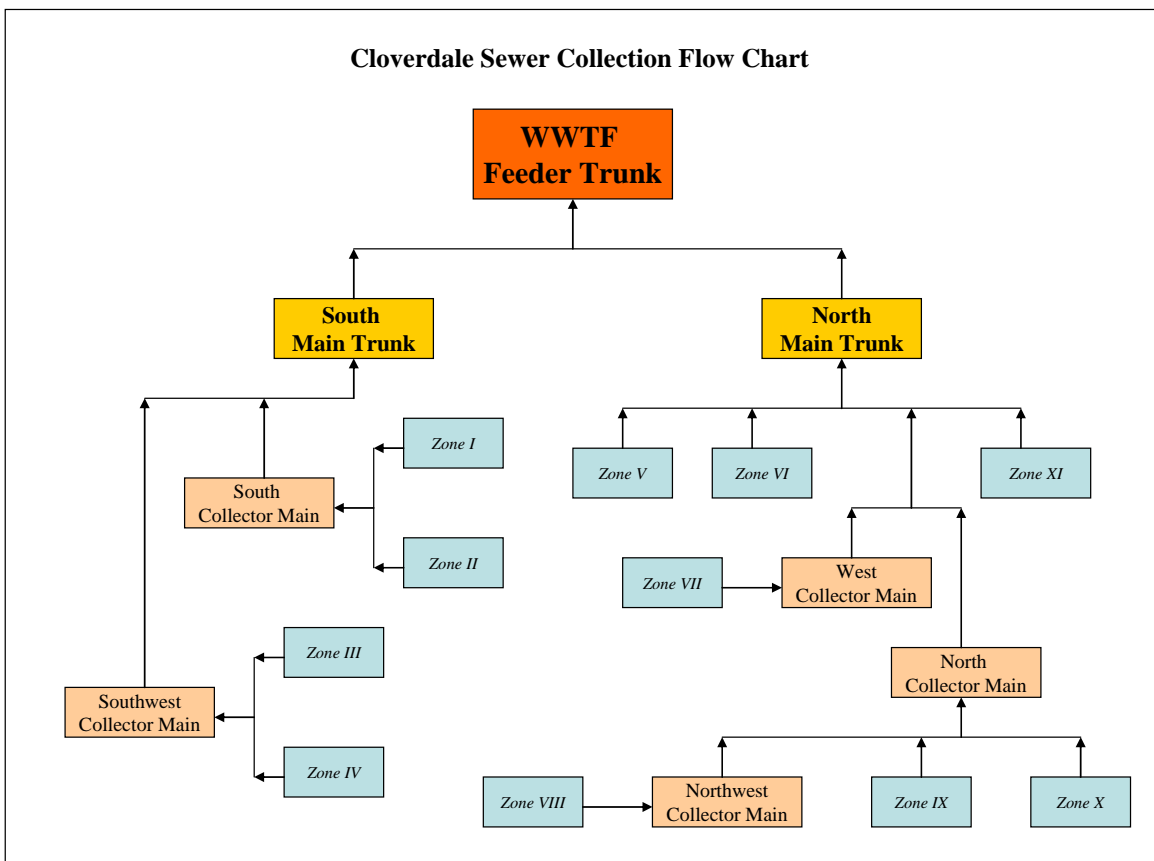 Cloverdale Sewer Collection Flow Chart
WWTF
Feeder Trunk
South
Main Trunk
North
Main Trunk
Zone I
Zone V
Zone VI
Zone XI
South
Collector Main
Zone II
Zone VII
West
Collector Main
Zone III
North
Collector Main
Southwest
Collector Main
Zone IV
Zone VIII
Northwest
Collector Main
Zone IX
Zone X